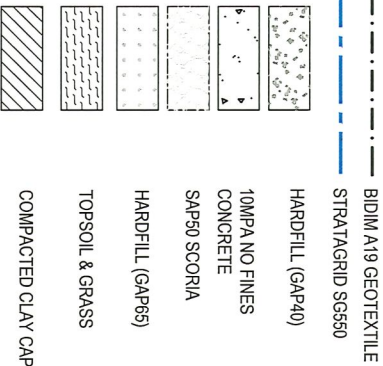 BIDIM A19 GEOTEXTILE
STRATAGRID SG550
HARDFILL (GAP40)
10MPA NO FINES
CONCRETE
SAP50 SCORIA
HARDFILL (GAP65)
TOPSOIL & GRASS
COMPACTED CLAY CAP